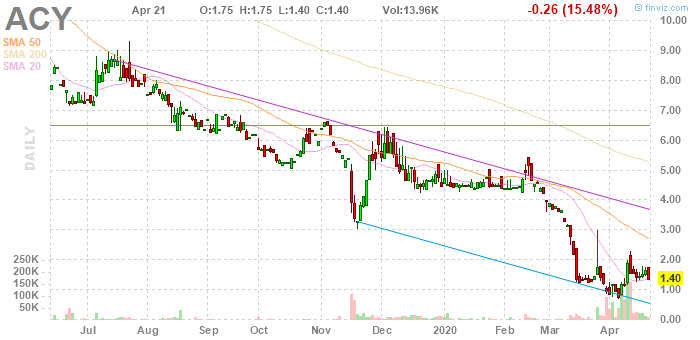 ACY
Apr 21 O:1.75 H:1.75 L:1.40 C:1.40 Vol:13.96K -0.26 (15.48%)
© finviz.com
SMA 50
SMA 200
SMA 20
DAILY
10.00
9.00
8.00
7.00
6.00
5.00
4.00
3.00
2.00
1.40
1.00
0.00
250K
200K
150K
100K
50K
Jul Aug Sep Oct Nov Dec 2020 Feb Mar Apr